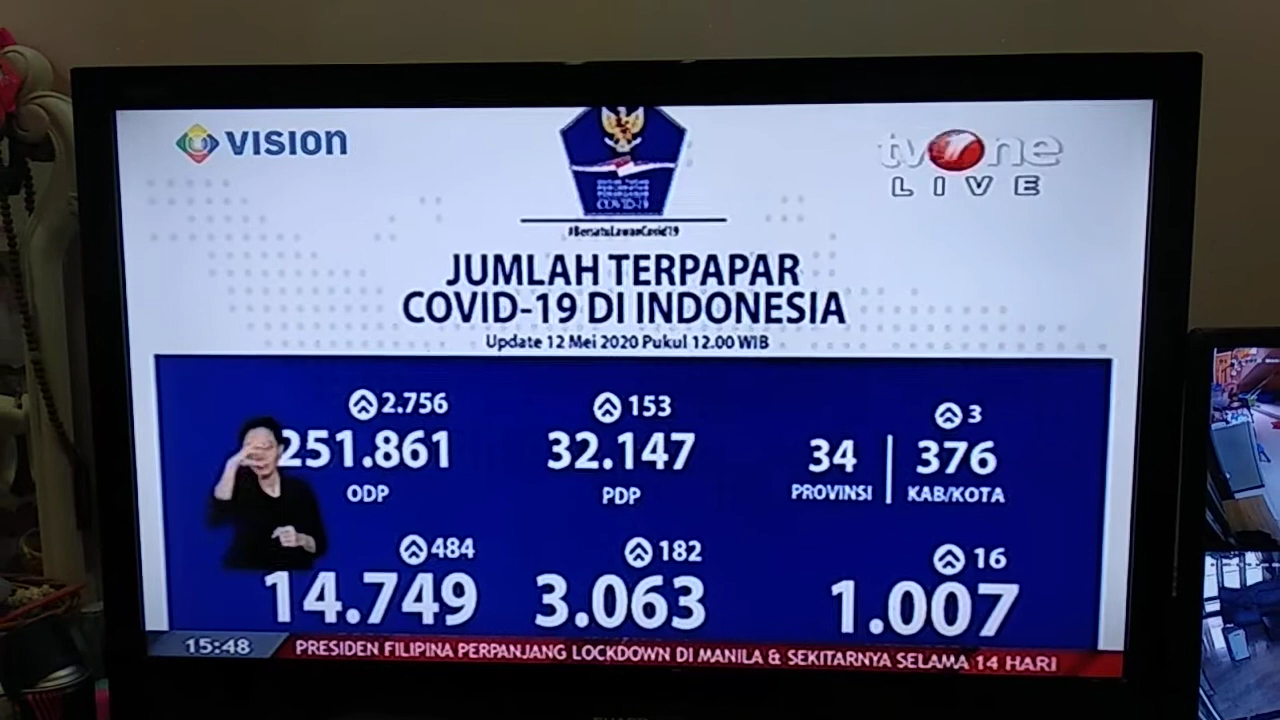 VISION
tvOne
LIVE
COVID-19
#BersatuLawanCovid19
JUMLAH TERPAPAR
COVID-19 DI INDONESIA
Update 12 Mei 2020 Pukul 12.00 WIB
2.756
251.861
ODP
153
32.147
PDP
34
PROVINSI
3
376
KAB/KOTA
484
14.749
182
3.063
16
1.007
15:48
PRESIDEN FILIPINA PERPANJANG LOCKDOWN DI MANILA & SEKITARNYA SELAMA 14 HARI